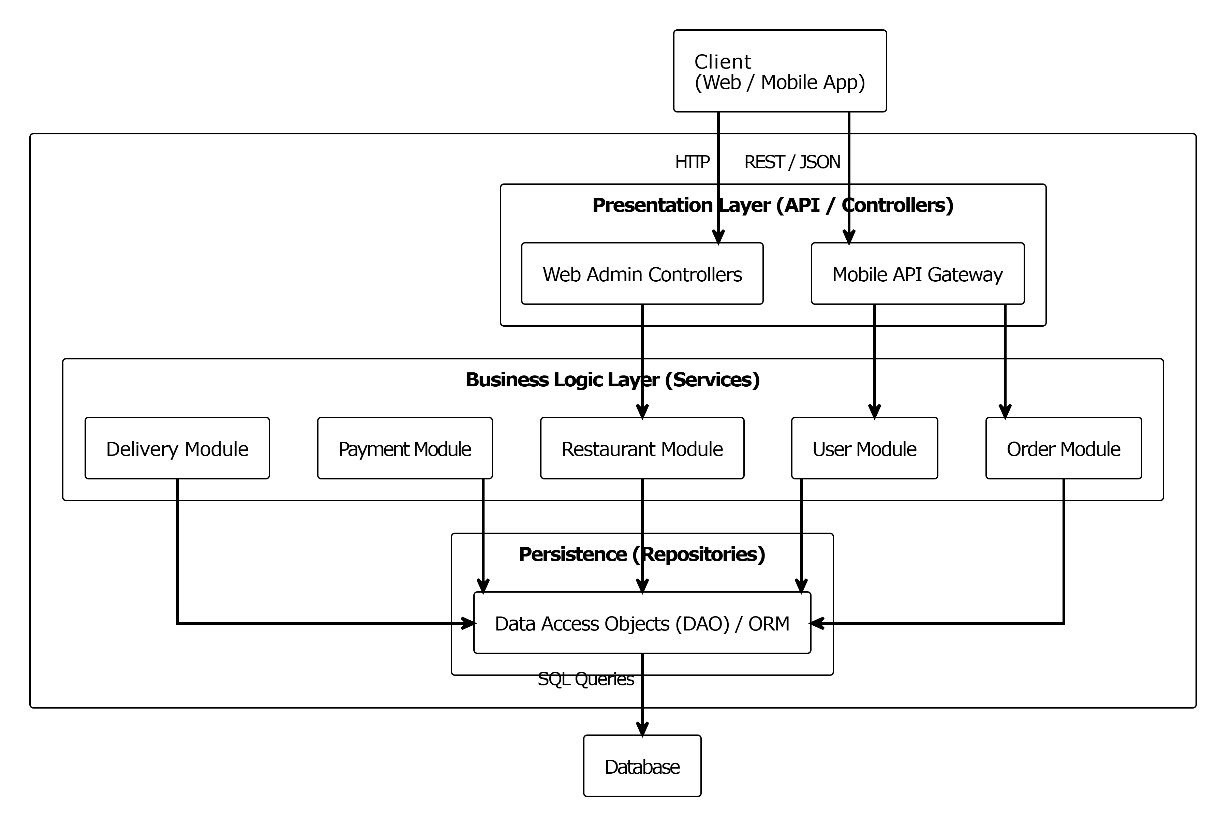 Client
(Web / Mobile App)
HTTP
REST / JSON
Presentation Layer (API / Controllers)
Web Admin Controllers
Mobile API Gateway
Business Logic Layer (Services)
Delivery Module
Payment Module
Restaurant Module
User Module
Order Module
Persistence (Repositories)
Data Access Objects (DAO) / ORM
SQL Queries
Database